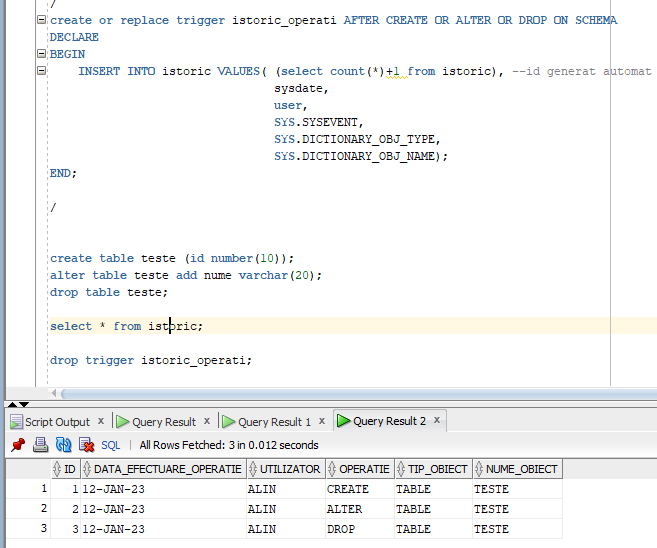 /
create or replace trigger istoric_operati AFTER CREATE OR ALTER OR DROP ON SCHEMA
DECLARE
BEGIN
INSERT INTO istoric VALUES( (select count(*)+1 from istoric), --id generat automat
sysdate,
user,
SYS.SYSEVENT,
SYS.DICTIONARY_OBJ_TYPE,
SYS.DICTIONARY_OBJ_NAME);
END;
/
create table teste (id number(10));
alter table teste add nume varchar(20);
drop table teste;
select * from istoric;
drop trigger istoric_operati;
Script Output x Query Result x Query Result 1 x Query Result 2 x
SQL | All Rows Fetched: 3 in 0.012 seconds
ID DATA_EFECTUARE_OPERATIE UTILIZATOR OPERATIE TIP_OBIECT NUME_OBIECT
1 1 12-JAN-23 ALIN CREATE TABLE TESTE
2 2 12-JAN-23 ALIN ALTER TABLE TESTE
3 3 12-JAN-23 ALIN DROP TABLE TESTE